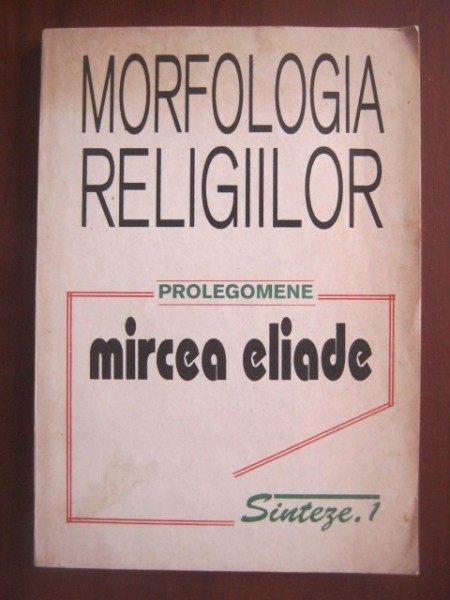 MORFOLOGIA
RELIGIILOR
PROLEGOMENE
mircea eliade
Sinteze.1